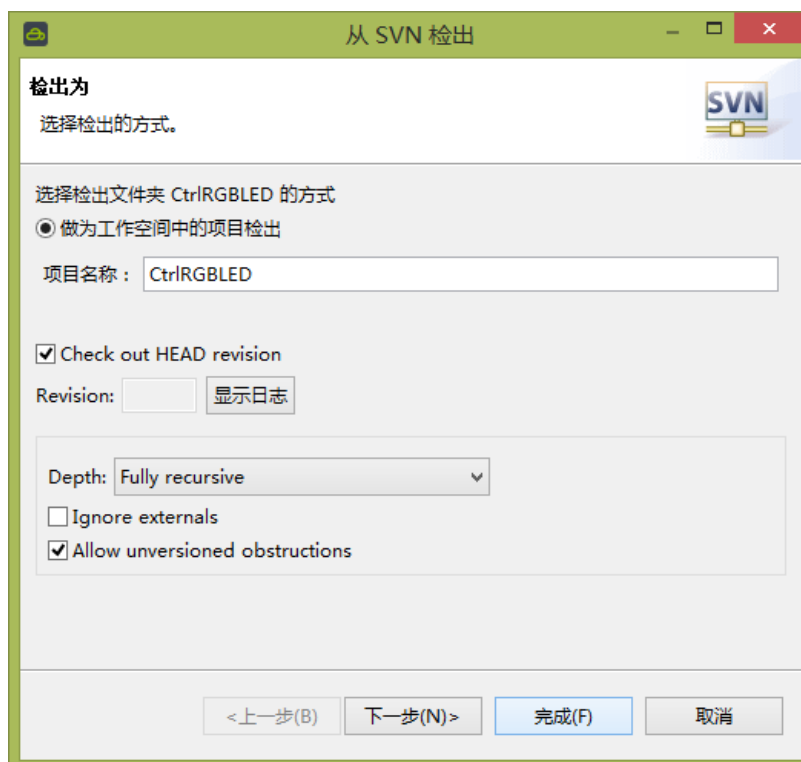 从 SVN 检出
检出为
选择检出的方式。
SVN
选择检出文件夹 CtrlRGBLED 的方式
做为工作空间中的项目检出
项目名称： CtrlRGBLED
Check out HEAD revision
Revision: 显示日志
Depth: Fully recursive
Ignore externals
Allow unversioned obstructions
<上一步(B) 下一步(N)> 完成(F) 取消